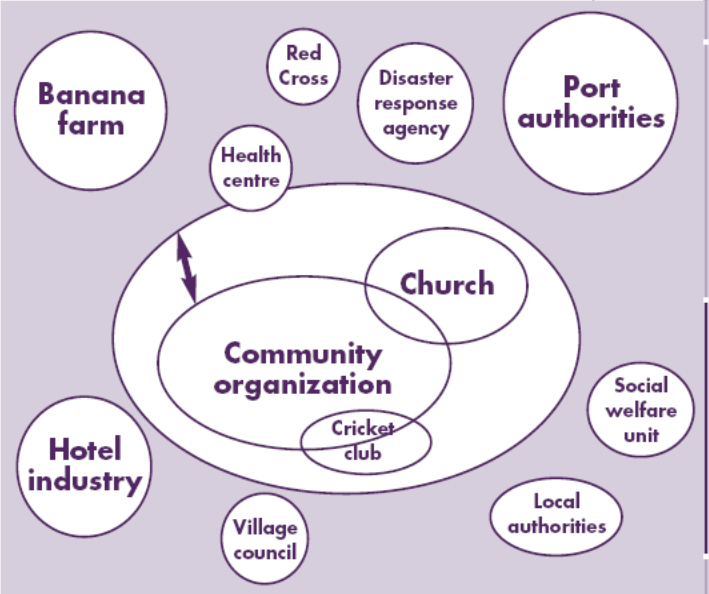 Banana
farm
Red
Cross
Disaster
response
agency
Port
authorities
Health
centre
Church
Community
organization
Cricket
club
Social
welfare
unit
Hotel
industry
Village
council
Local
authorities